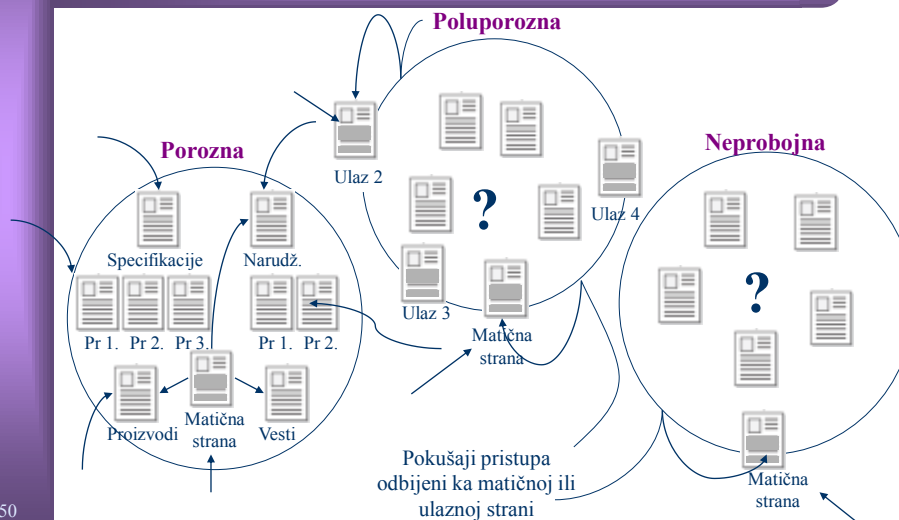 Poluporozna
Porozna
Neprobojna
Ulaz 2
Ulaz 4
?
Specifikacije
Narudž.
?
Ulaz 3
Pr 1.
Pr 2.
Pr 3.
Pr 1.
Pr 2.
Matična
strana
Proizvodi
Matična
strana
Vesti
Pokušaji pristupa
odbijeni ka matičnoj ili
ulaznoj strani
Matična
strana
50